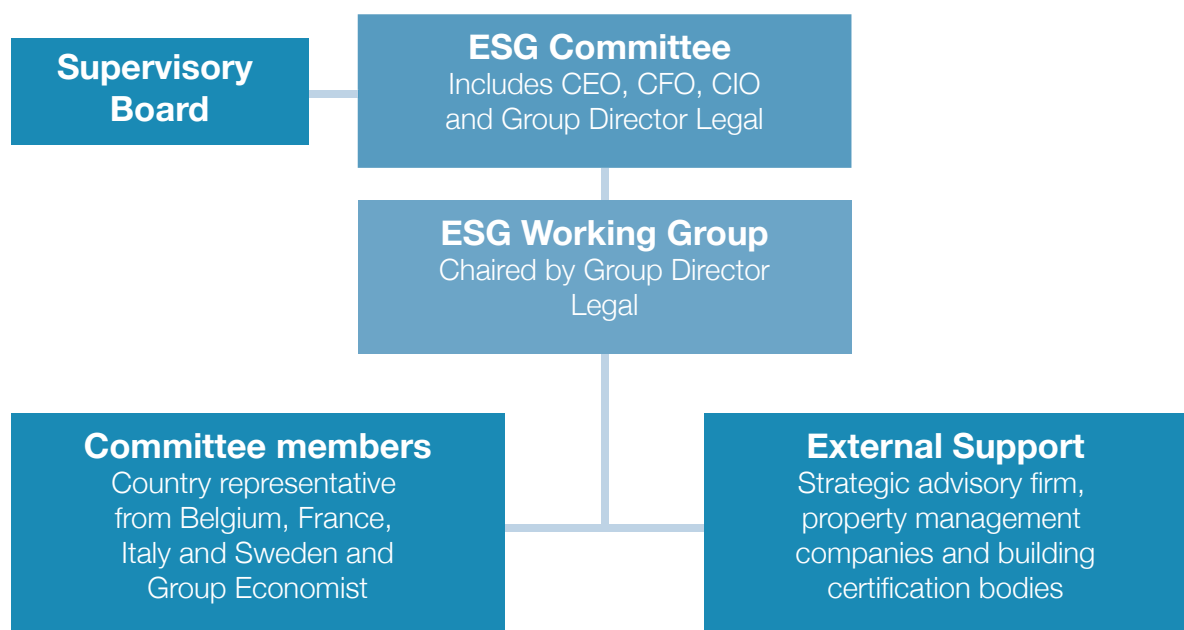 Supervisory
Board
ESG Committee
Includes CEO, CFO, CIO
and Group Director Legal
ESG Working Group
Chaired by Group Director
Legal
Committee members
Country representative
from Belgium, France,
Italy and Sweden and
Group Economist
External Support
Strategic advisory firm,
property management
companies and building
certification bodies